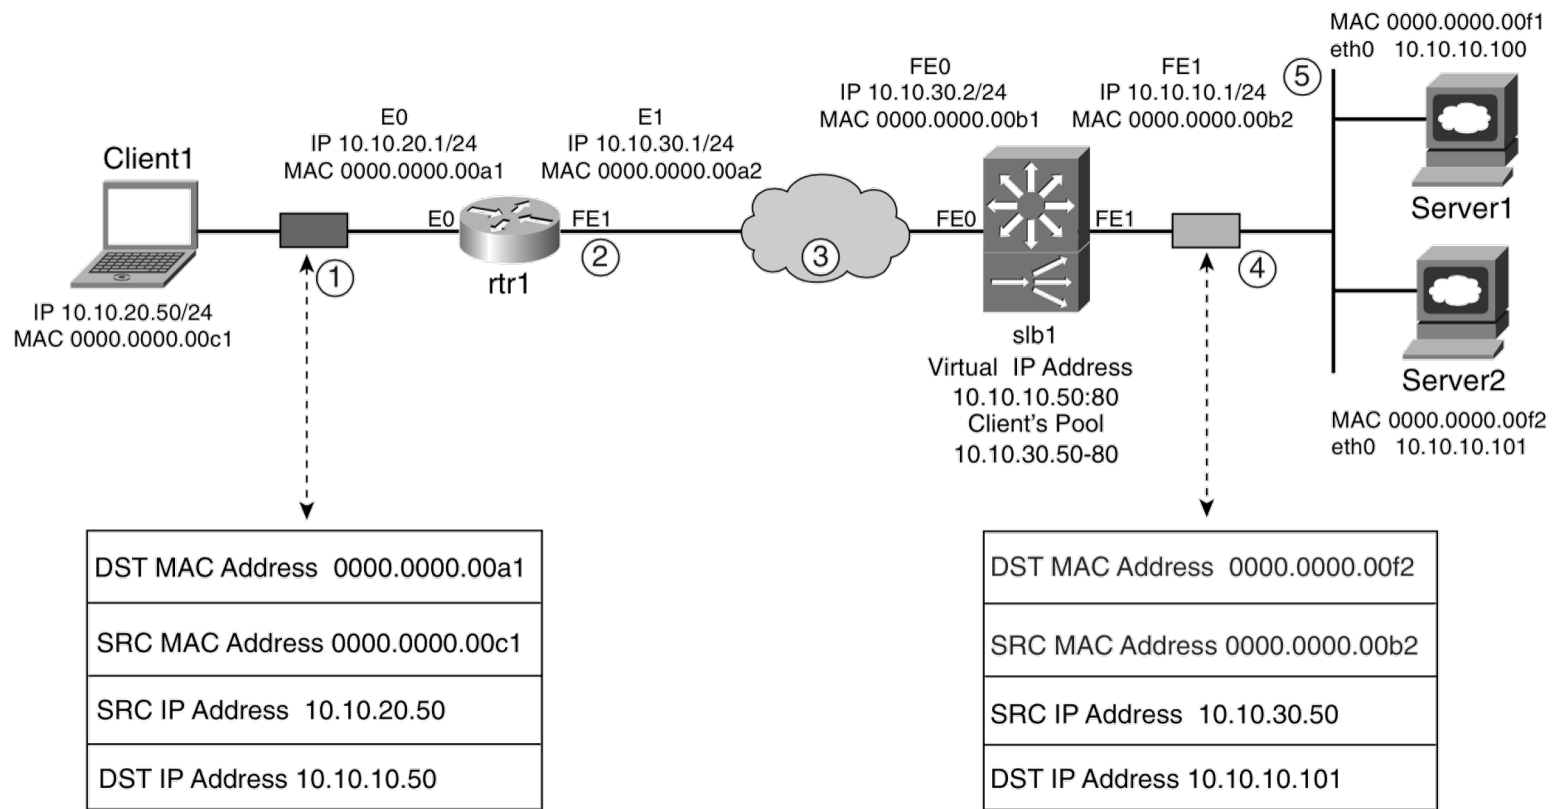 MAC 0000.0000.00f1
eth0 10.10.10.100
5
FE0
IP 10.10.30.2/24
MAC 0000.0000.00b1
FE1
IP 10.10.10.1/24
MAC 0000.0000.00b2
E0
IP 10.10.20.1/24
MAC 0000.0000.00a1
E1
IP 10.10.30.1/24
MAC 0000.0000.00a2
Client1
E0
FE1
FE0
FE1
Server1
1
2
3
4
rtr1
IP 10.10.20.50/24
MAC 0000.0000.00c1
slb1
Virtual IP Address
10.10.10.50:80
Client's Pool
10.10.30.50-80
Server2
MAC 0000.0000.00f2
eth0 10.10.10.101
DST MAC Address 0000.0000.00a1
SRC MAC Address 0000.0000.00c1
SRC IP Address 10.10.20.50
DST IP Address 10.10.10.50
DST MAC Address 0000.0000.00f2
SRC MAC Address 0000.0000.00b2
SRC IP Address 10.10.30.50
DST IP Address 10.10.10.101